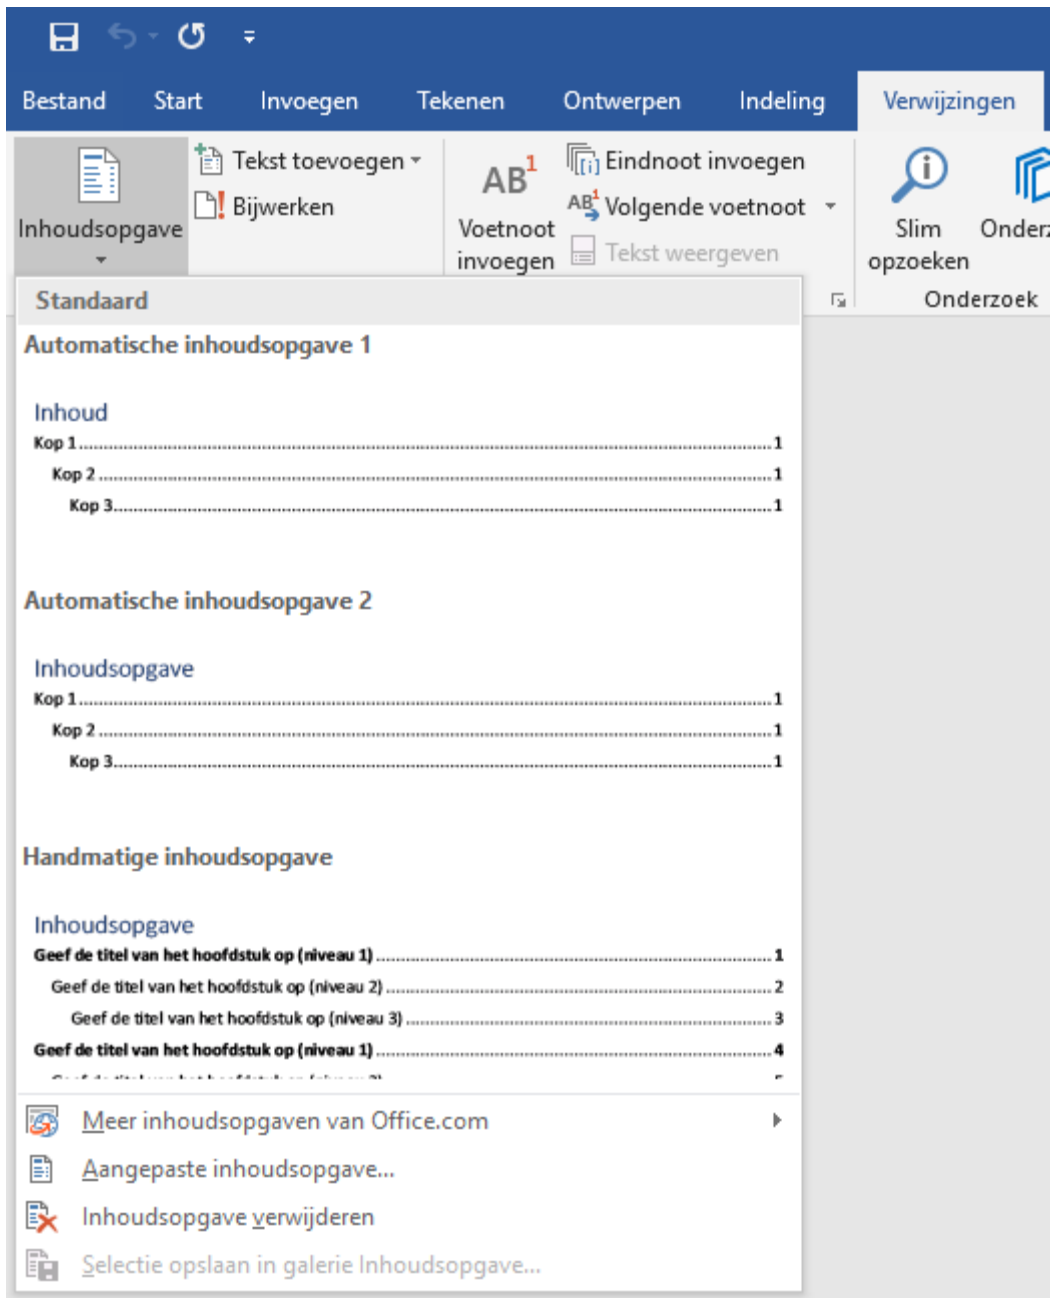 Bestand Start Invoegen Tekenen Ontwerpen Indeling Verwijzingen
Inhoudsopgave
Tekst toevoegen
Bijwerken
AB1
Voetnoot
invoegen
[i] Eindnoot invoegen
AB1 Volgende voetnoot
Tekst weergeven
Slim
opzoeken
Onderzoek
Standaard
Automatische inhoudsopgave 1
Inhoud
Kop 1 1
Kop 2 1
Kop 3 1
Automatische inhoudsopgave 2
Inhoudsopgave
Kop 1 1
Kop 2 1
Kop 3 1
Handmatige inhoudsopgave
Inhoudsopgave
Geef de titel van het hoofdstuk op (niveau 1) 1
Geef de titel van het hoofdstuk op (niveau 2) 2
Geef de titel van het hoofdstuk op (niveau 3) 3
Geef de titel van het hoofdstuk op (niveau 1) 4
Meer inhoudsopgaven van Office.com
Aangepaste inhoudsopgave...
Inhoudsopgave verwijderen
Selectie opslaan in galerie Inhoudsopgave...